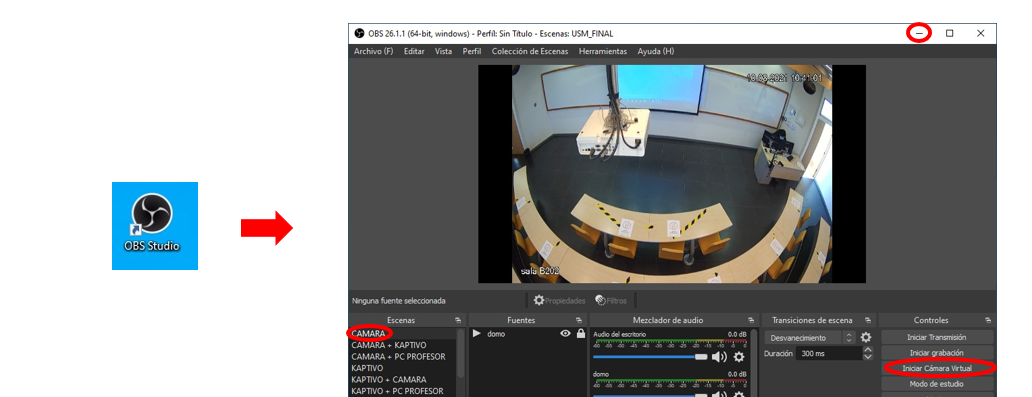 OBS Studio
OBS 26.1.1 (64-bit, windows) - Perfil: Sin Título - Escenas: USM_FINAL
Archivo (F) Editar Vista Perfil Colección de Escenas Herramientas Ayuda (H)
10-03-2021 10:41:01
sala B202
Ninguna fuente seleccionada Propiedades Filtros
Escenas Fuentes Mezclador de audio Transiciones de escena Controles
CAMARA
CAMARA + KAPTIVO
CAMARA + PC PROFESOR
KAPTIVO
KAPTIVO + CAMARA
KAPTIVO + PC PROFESOR
domo
Audio del escritorio 0.0 dB
-60 -55 -50 -45 -40 -35 -30 -25 -20 -15 -10 -5 0
domo 0.0 dB
-60 -55 -50 -45 -40 -35 -30 -25 -20 -15 -10 -5 0
Desvanecimiento
Duración 300 ms
Iniciar Transmisión
Iniciar grabación
Iniciar Cámara Virtual
Modo de estudio